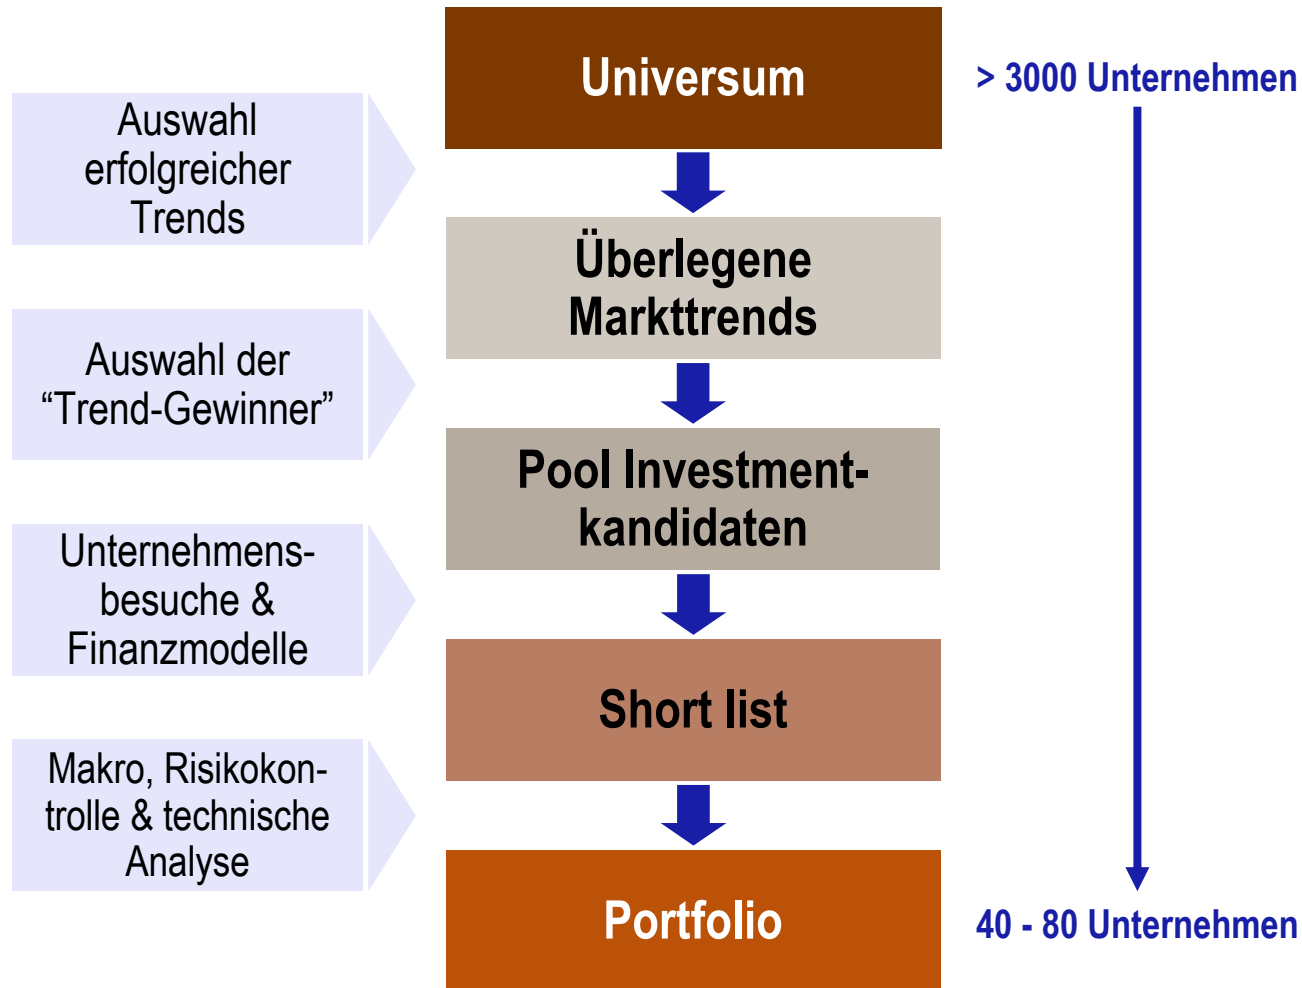 Universum
> 3000 Unternehmen
Auswahl
erfolgreicher
Trends
Überlegene
Markttrends
Auswahl der
“Trend-Gewinner”
Pool Investment-
kandidaten
Unternehmens-
besuche &
Finanzmodelle
Short list
Makro, Risikokon-
trolle & technische
Analyse
Portfolio
40 - 80 Unternehmen